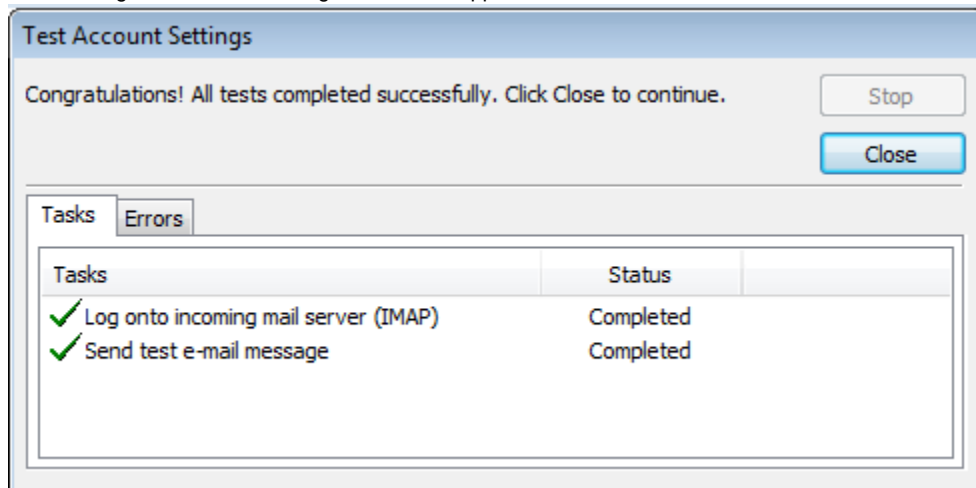 Test Account Settings
Congratulations! All tests completed successfully. Click Close to continue.
Stop
Close
Tasks Errors
Tasks Status
Log onto incoming mail server (IMAP) Completed
Send test e-mail message Completed